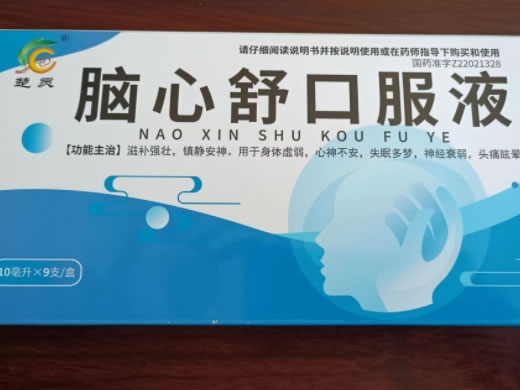 楚灵
®
请仔细阅读说明书并按说明使用或在药师指导下购买和使用
国药准字Z22021328
脑心舒口服液
NAO XIN SHU KOU FU YE
【功能主治】滋补强壮，镇静安神。用于身体虚弱，心神不安，失眠多梦，神经衰弱，头痛眩晕
10毫升×9支/盒